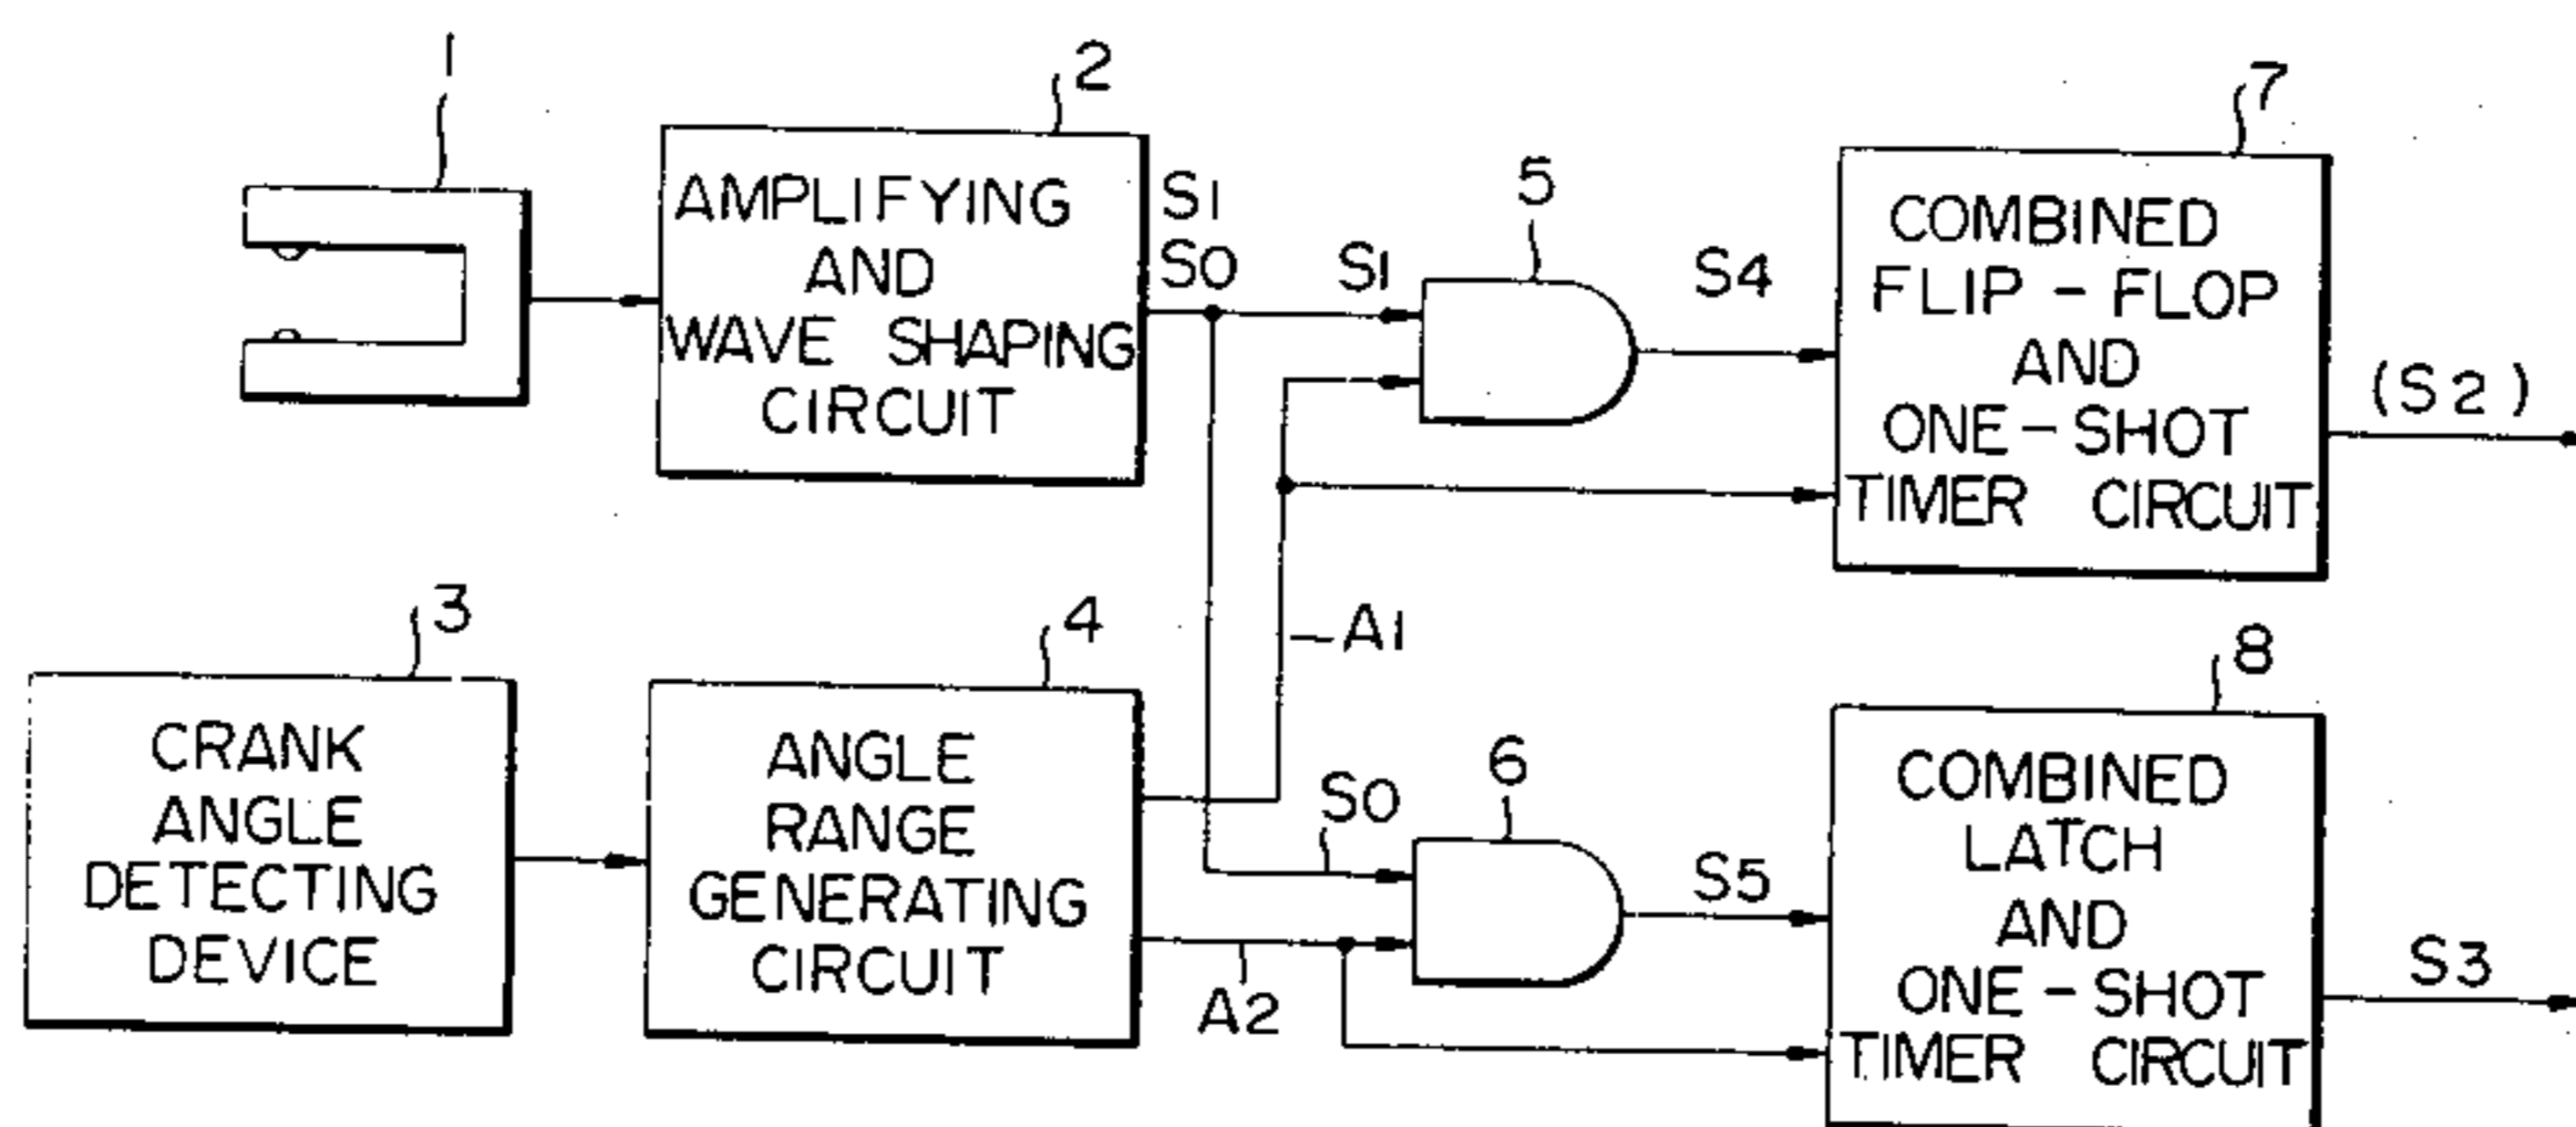 1
2
AMPLIFYING
AND
WAVE SHAPING
CIRCUIT
S1
S0
S1
5
S4
7
COMBINED
FLIP-FLOP
AND
ONE-SHOT
TIMER CIRCUIT
(S2)
3
CRANK
ANGLE
DETECTING
DEVICE
4
ANGLE
RANGE
GENERATING
CIRCUIT
A1
A2
S0
6
S5
8
COMBINED
LATCH
AND
ONE-SHOT
TIMER CIRCUIT
S3